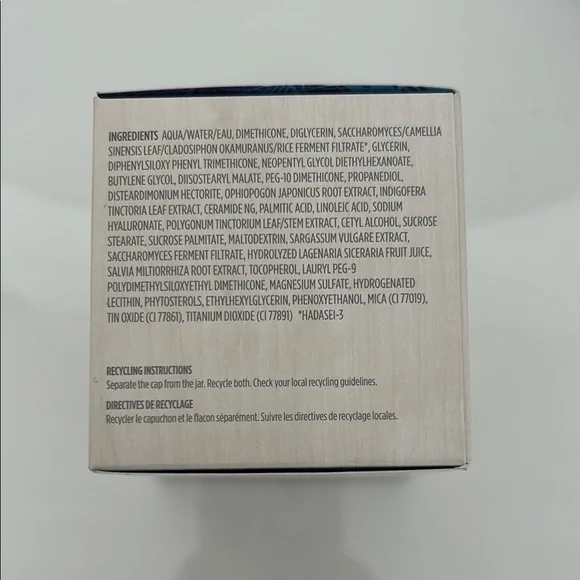 INGREDIENTS AQUA/WATER/EAU, DIMETHICONE, DIGLYCERIN, SACCHAROMYCES/CAMELLIA
SINENSIS LEAF/CLADOSIPHON OKAMURANUS/RICE FERMENT FILTRATE*, GLYCERIN,
DIPHENYLSILOXY PHENYL TRIMETHICONE, NEOPENTYL GLYCOL DIETHYLHEXANOATE,
BUTYLENE GLYCOL, DIISOSTEARYL MALATE, PEG-10 DIMETHICONE, PROPANEDIOL,
DISTEARDIMONIUM HECTORITE, OPHIOPOGON JAPONICUS ROOT EXTRACT, INDIGOFERA
TINCTORIA LEAF EXTRACT, CERAMIDE NG, PALMITIC ACID, LINOLEIC ACID, SODIUM
HYALURONATE, POLYGONUM TINCTORIUM LEAF/STEM EXTRACT, CETYL ALCOHOL, SUCROSE
STEARATE, SUCROSE PALMITATE, MALTODEXTRIN, SARGASSUM VULGARE EXTRACT,
SACCHAROMYCES FERMENT FILTRATE, HYDROLYZED LAGENARIA SICERARIA FRUIT JUICE,
SALVIA MILTIORRHIZA ROOT EXTRACT, TOCOPHEROL, LAURYL PEG-9
POLYDIMETHYLSILOXYETHYL DIMETHICONE, MAGNESIUM SULFATE, HYDROGENATED
LECITHIN, PHYTOSTEROLS, ETHYLHEXYLGLYCERIN, PHENOXYETHANOL, MICA (CI 77019),
TIN OXIDE (CI 77861), TITANIUM DIOXIDE (CI 77891) *HADASEI-3
RECYCLING INSTRUCTIONS
Separate the cap from the jar. Recycle both. Check your local recycling guidelines.
DIRECTIVES DE RECYCLAGE
Recycler le capuchon et le flacon séparément. Suivre les directives de recyclage locales.